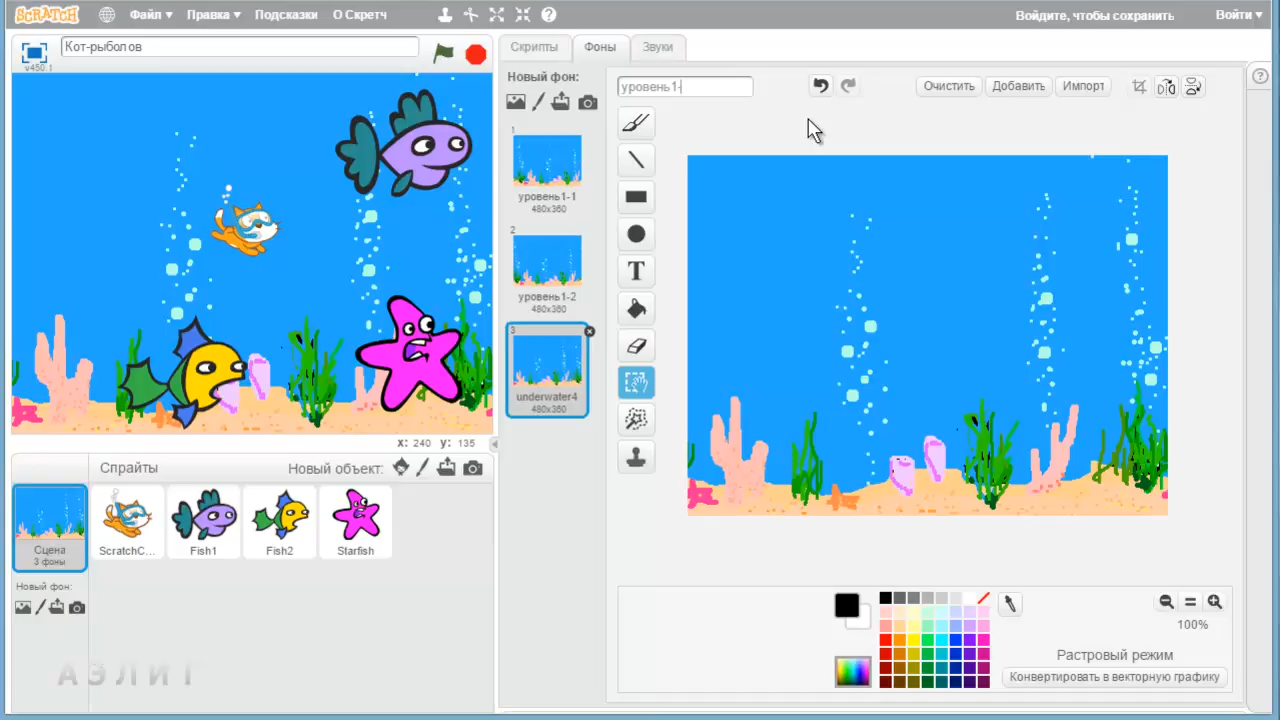 SCRATCH
Файл Правка Подсказки О Скретч
Войдите, чтобы сохранить
Войти
v450.1
Кот-рыболов
Скрипты
Фоны
Звуки
Новый фон:
уровень1-
Очистить
Добавить
Импорт
1
уровень1-1
480x360
2
уровень1-2
480x360
3
underwater4
480x360
T
x: 240 y: 135
Спрайты
Новый объект:
Сцена
3 фоны
ScratchC...
Fish1
Fish2
Starfish
Новый фон:
100%
Растровый режим
Конвертировать в векторную графику
АЭЛИТ